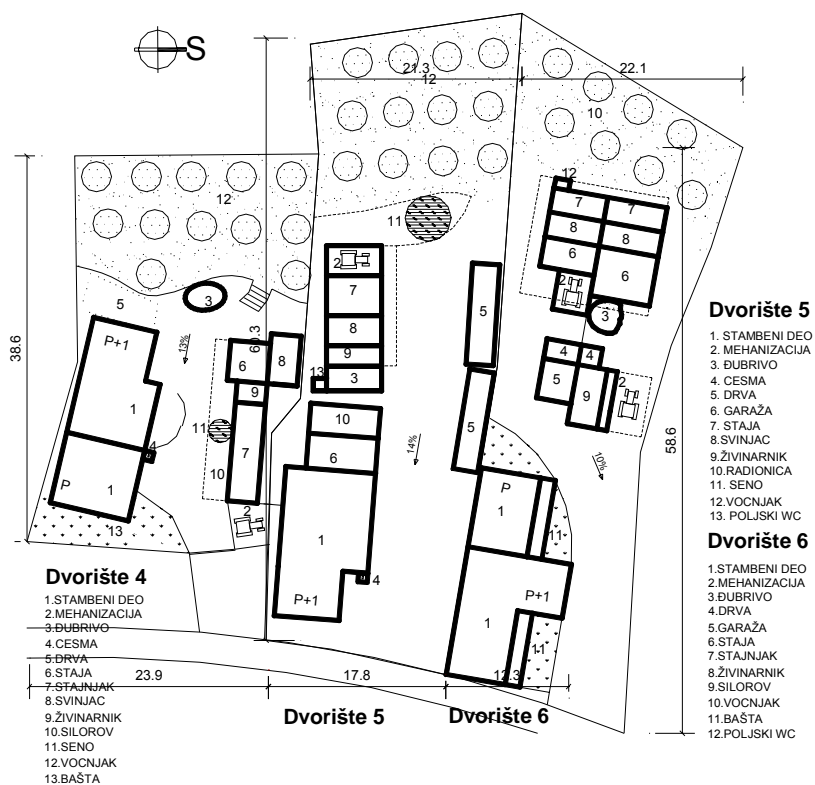 S
21.3
12
22.1
10
38.6
12
11
2
7
8
9
3
13
10
6
1
P+1
4
60.3
14%
5
5
12
7
7
8
8
6
6
2
3
4
4
5
9
2
10%
58.6
5
3
13%
P+1
1
4
P
1
13
6
8
9
11
7
10
2
P
1
11
P+1
1
11
Dvorište 5
1. STAMBENI DEO
2. MEHANIZACIJA
3. ĐUBRIVO
4. CESMA
5. DRVA
6. GARAŽA
7. STAJA
8.SVINJAC
9.ŽIVINARNIK
10.RADIONICA
11. SENO
12.VOCNJAK
13. POLJSKI WC
Dvorište 6
1.STAMBENI DEO
2.MEHANIZACIJA
3.ĐUBRIVO
4.DRVA
5.GARAŽA
6.STAJA
7.STAJNJAK
8.ŽIVINARNIK
9.SILOROV
10.VOCNJAK
11.BAŠTA
12.POLJSKI WC
Dvorište 4
1.STAMBENI DEO
2.MEHANIZACIJA
3.ĐUBRIVO
4.CESMA
5.DRVA
6.STAJA
7.STAJNJAK
8.SVINJAC
9.ŽIVINARNIK
10.SILOROV
11.SENO
12.VOCNJAK
13.BAŠTA
23.9
17.8
12.3
Dvorište 5
Dvorište 6